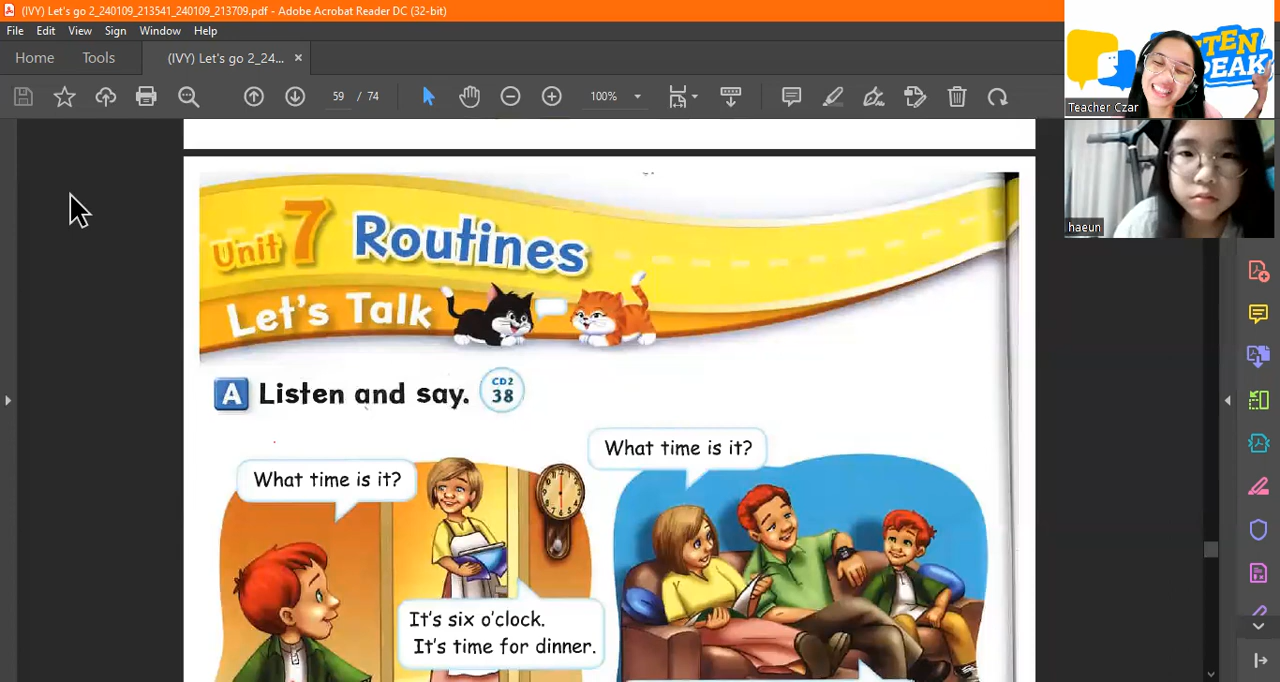 (IVY) Let's go 2_240109_213541_240109_213709.pdf - Adobe Acrobat Reader DC (32-bit)
File Edit View Sign Window Help
Home Tools (IVY) Let's go 2_24... ×
59 / 74 100%
LISTEN
SPEAK
Teacher Czar
haeun
Unit 7 Routines
Let's Talk
A Listen and say. CD2 38
What time is it?
What time is it?
It's six o'clock.
It's time for dinner.